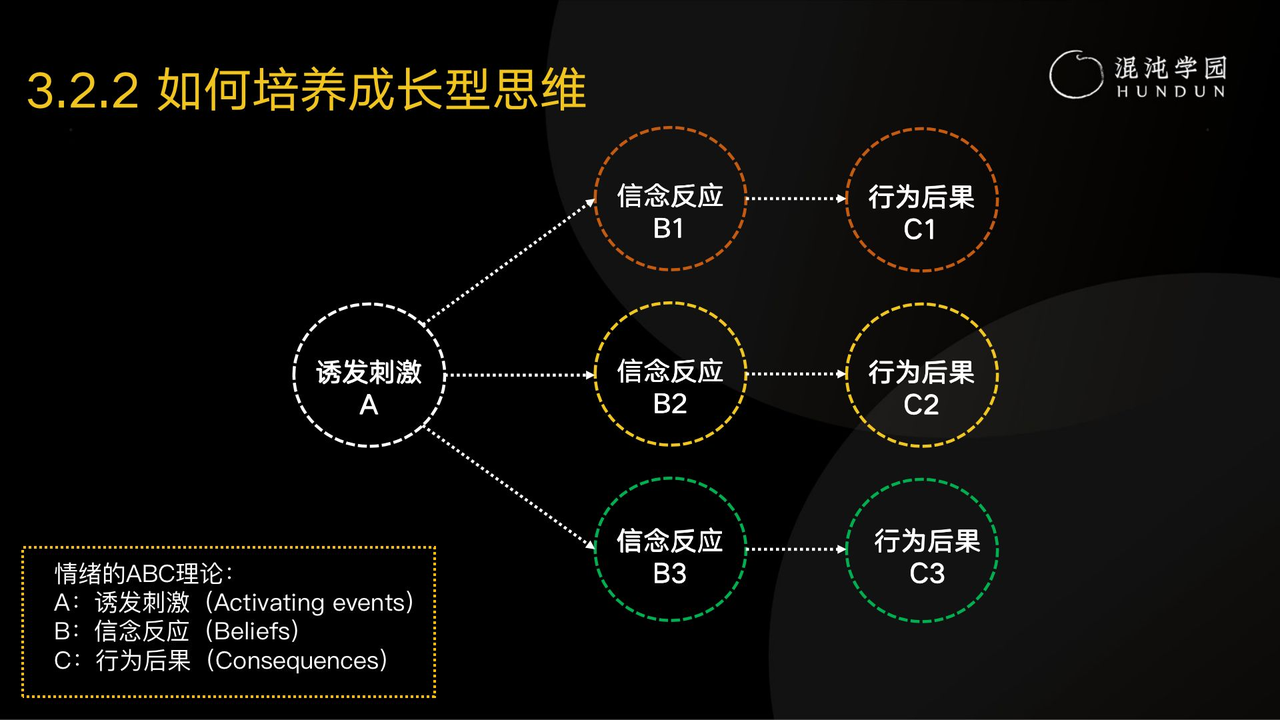 3.2.2 如何培养成长型思维
混沌学园
HUNDUN
信念反应
B1
行为后果
C1
诱发刺激
A
信念反应
B2
行为后果
C2
信念反应
B3
行为后果
C3
情绪的ABC理论：
A：诱发刺激（Activating events）
B：信念反应（Beliefs）
C：行为后果（Consequences）